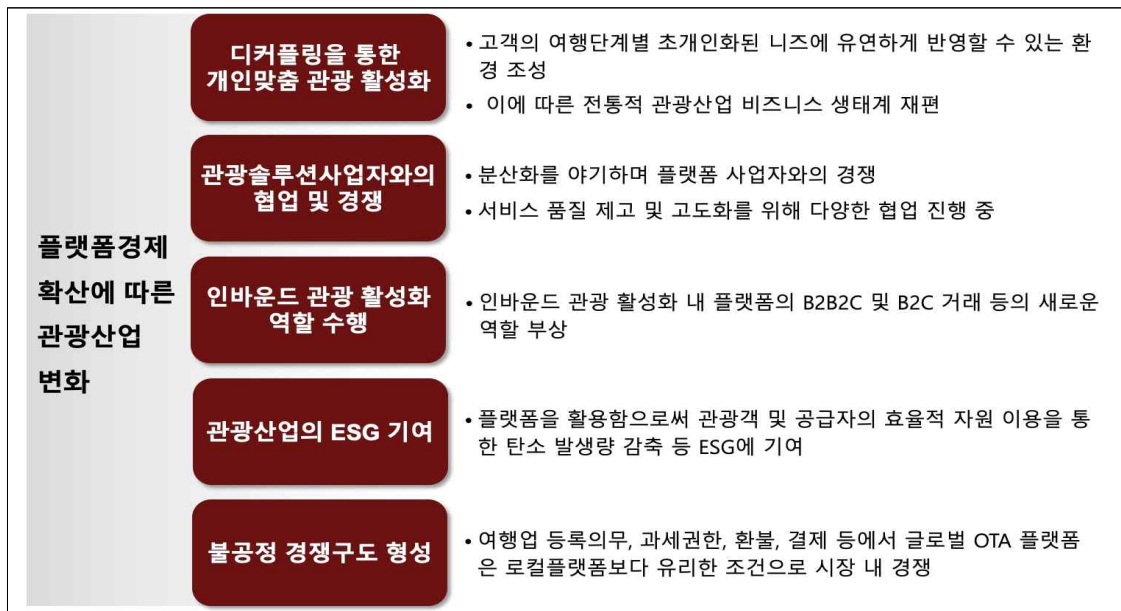 플랫폼경제
확산에 따른
관광산업
변화
디커플링을 통한
개인맞춤 관광 활성화
• 고객의 여행단계별 초개인화된 니즈에 유연하게 반영할 수 있는 환
경 조성
• 이에 따른 전통적 관광산업 비즈니스 생태계 재편
관광솔루션사업자와의
협업 및 경쟁
• 분산화를 야기하며 플랫폼 사업자와의 경쟁
• 서비스 품질 제고 및 고도화를 위해 다양한 협업 진행 중
인바운드 관광 활성화
역할 수행
• 인바운드 관광 활성화 내 플랫폼의 B2B2C 및 B2C 거래 등의 새로운
역할 부상
관광산업의 ESG 기여
• 플랫폼을 활용함으로써 관광객 및 공급자의 효율적 자원 이용을 통
한 탄소 발생량 감축 등 ESG에 기여
불공정 경쟁구도 형성
• 여행업 등록의무, 과세권한, 환불, 결제 등에서 글로벌 OTA 플랫폼
은 로컬플랫폼보다 유리한 조건으로 시장 내 경쟁